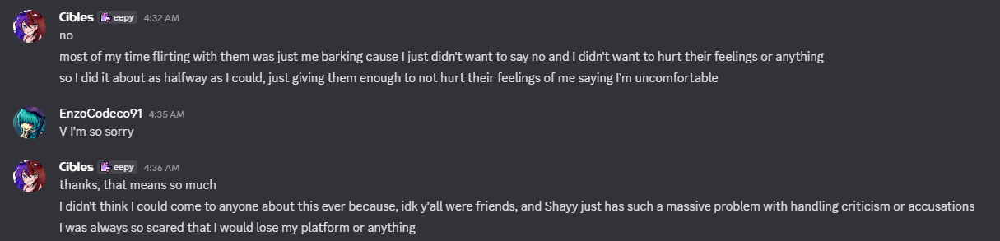 Cibles eepy 4:32 AM
no
most of my time flirting with them was just me barking cause I just didn't want to say no and I didn't want to hurt their feelings or anything
so I did it about as halfway as I could, just giving them enough to not hurt their feelings of me saying I'm uncomfortable
EnzoCodeco91 4:35 AM
V I'm so sorry
Cibles eepy 4:36 AM
thanks, that means so much
I didn't think I could come to anyone about this ever because, idk y'all were friends, and Shayy just has such a massive problem with handling criticism or accusations
I was always so scared that I would lose my platform or anything